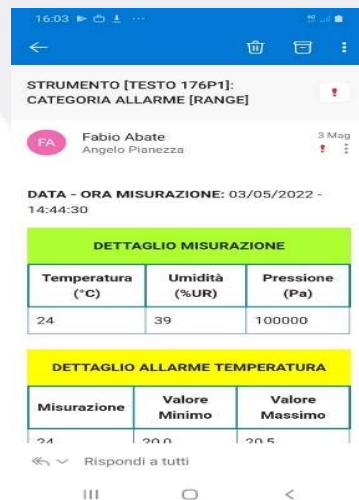 16:03
STRUMENTO [TESTO 176P1]:
CATEGORIA ALLARME [RANGE]
FA
Fabio Abate
3 Mag
Angelo Pianezza
DATA - ORA MISURAZIONE: 03/05/2022 -
14:44:30
DETTAGLIO MISURAZIONE
Temperatura (°C) Umidità (%UR) Pressione (Pa)
24 39 100000
DETTAGLIO ALLARME TEMPERATURA
Misurazione Valore Minimo Valore Massimo
24 20.0 20.5
Rispondi a tutti